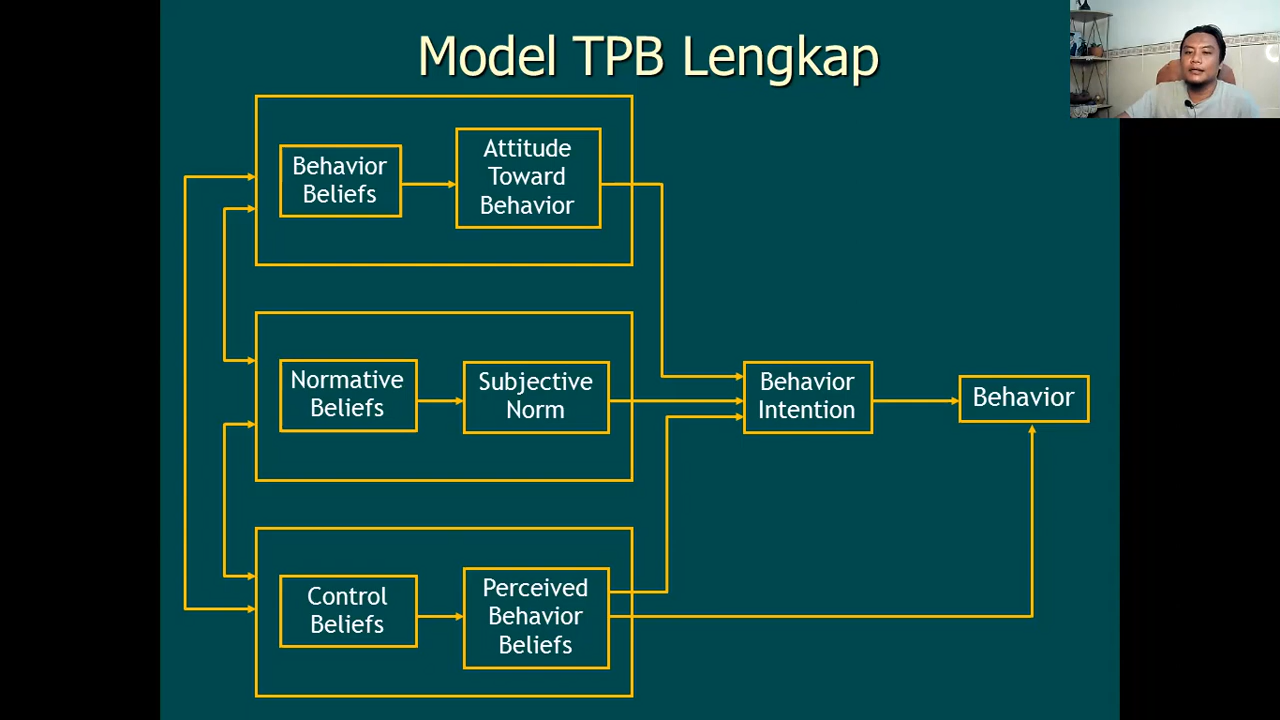 Model TPB Lengkap
Behavior
Beliefs
Attitude
Toward
Behavior
Normative
Beliefs
Subjective
Norm
Behavior
Intention
Behavior
Control
Beliefs
Perceived
Behavior
Beliefs